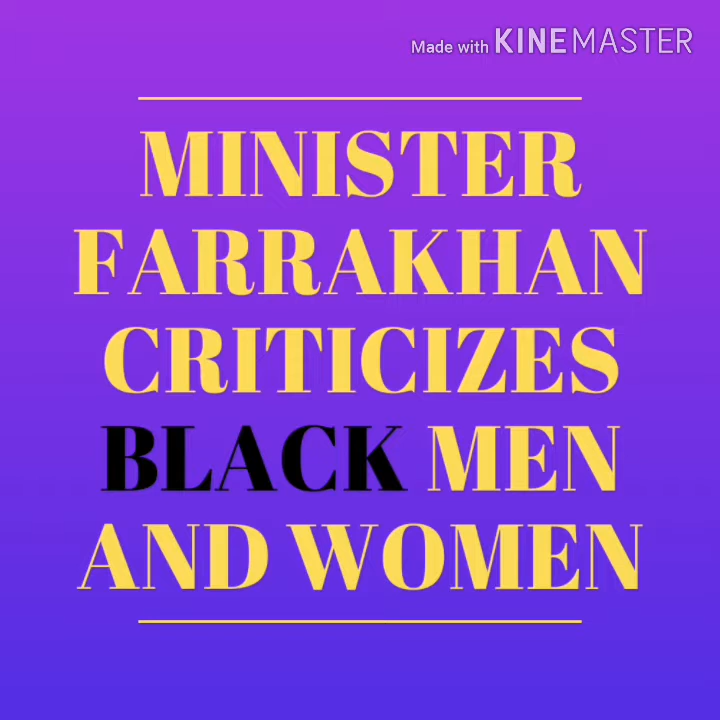 Made with KINEMASTER
MINISTER
FARRAKHAN
CRITICIZES
BLACK MEN
AND WOMEN